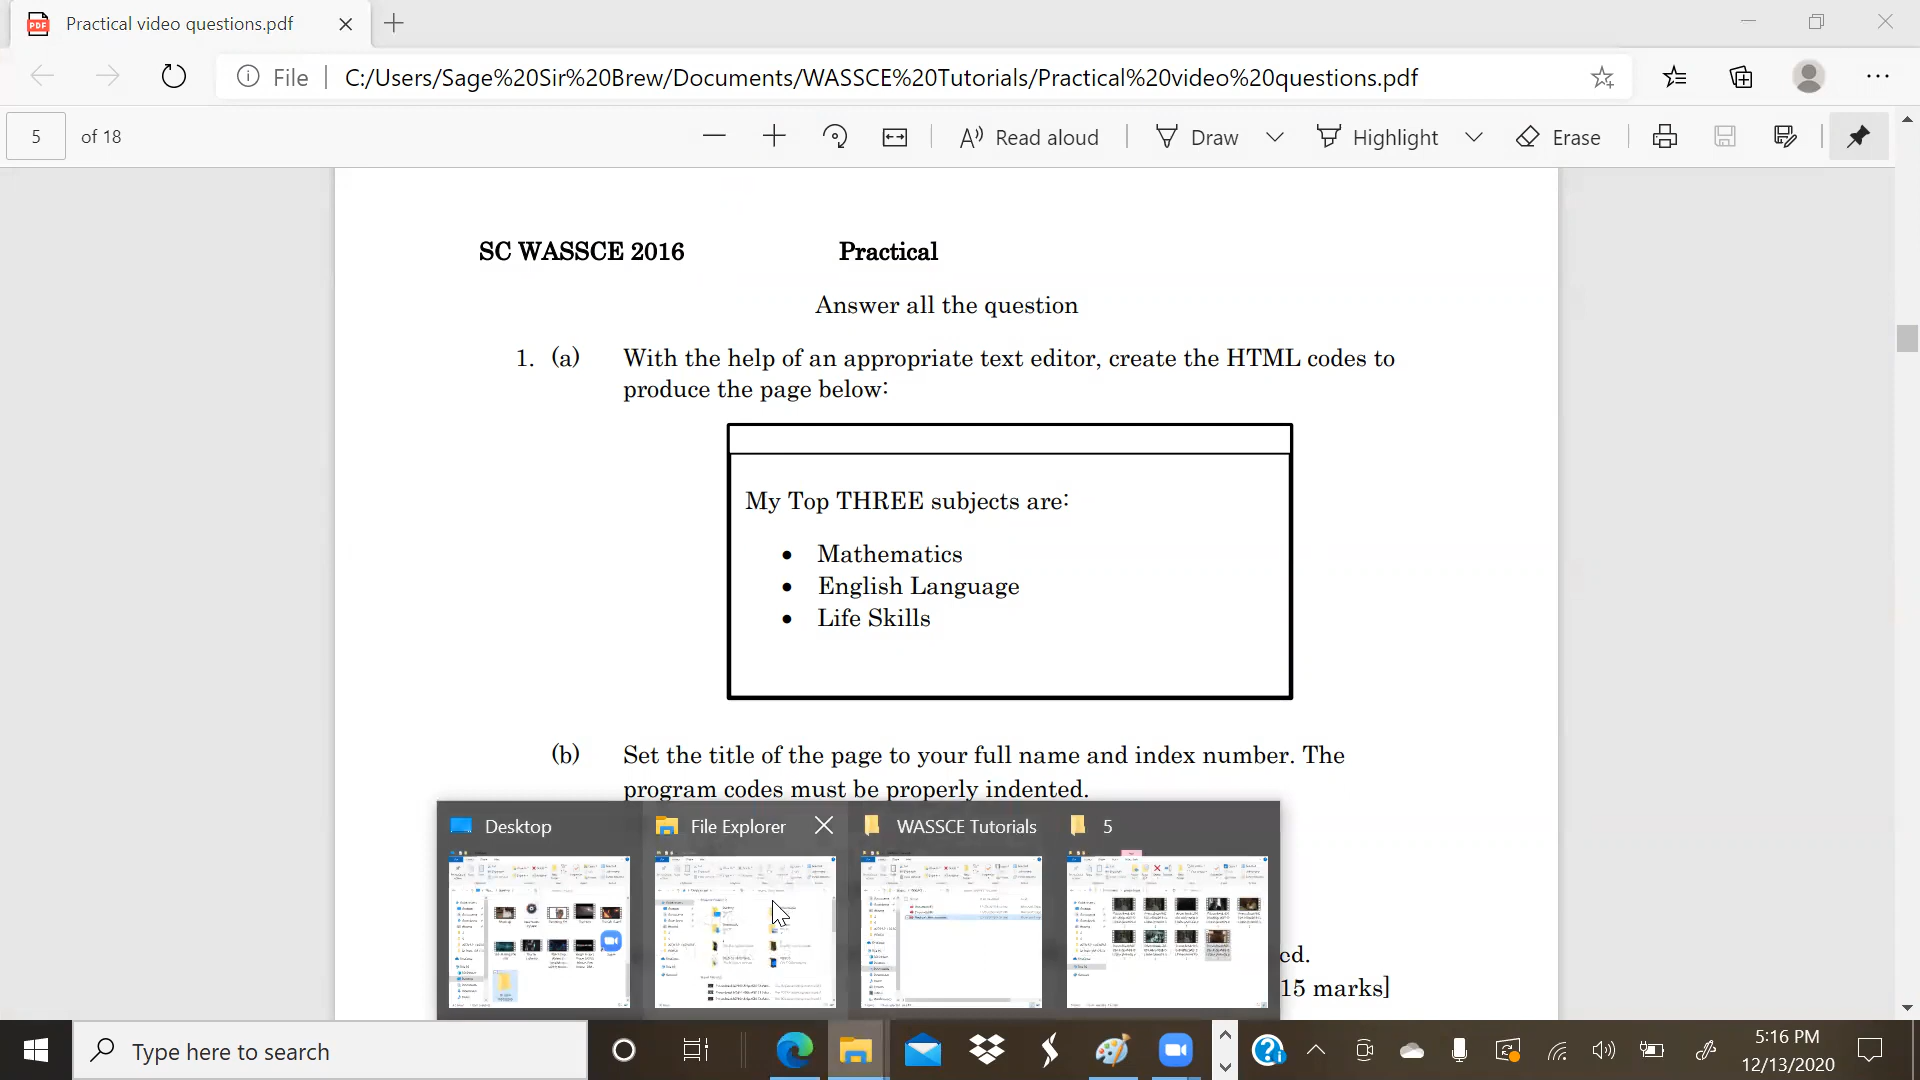 Practical video questions.pdf
File
C:/Users/Sage%20Sir%20Brew/Documents/WASSCE%20Tutorials/Practical%20video%20questions.pdf
5 of 18
Read aloud
Draw
Highlight
Erase
SC WASSCE 2016 Practical
Answer all the question
1. (a) With the help of an appropriate text editor, create the HTML codes to
produce the page below:
My Top THREE subjects are:
• Mathematics
• English Language
• Life Skills
(b) Set the title of the page to your full name and index number. The
program codes must be properly indented.
Desktop
File Explorer
WASSCE Tutorials
5
ed.
15 marks]
Type here to search
5:16 PM
12/13/2020